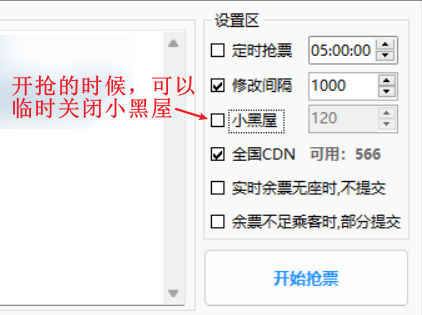 设置区
定时抢票 05:00:00
开抢的时候，可以
临时关闭小黑屋
修改间隔 1000
小黑屋 120
全国CDN 可用：566
实时余票无座时,不提交
余票不足乘客时,部分提交
开始抢票